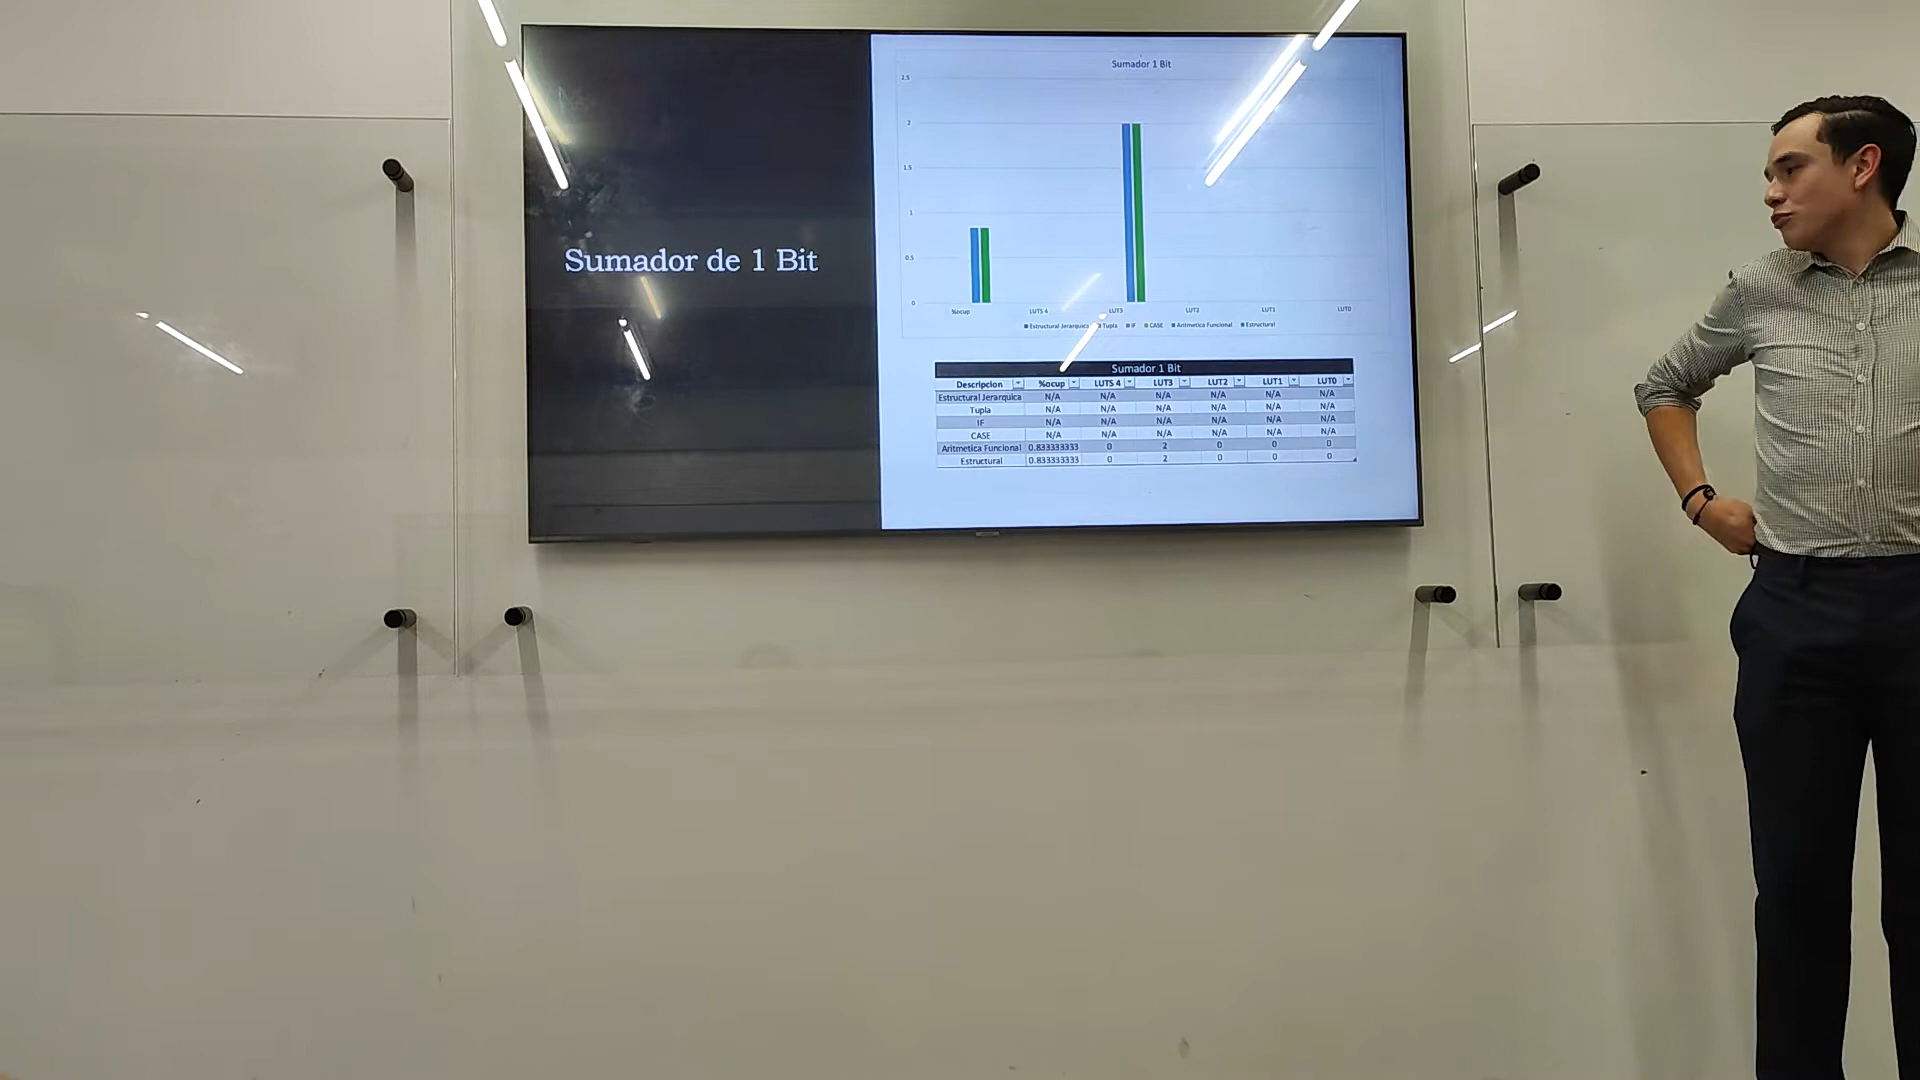 Sumador de 1 Bit
Sumador 1 Bit
2.5
2
1.5
1
0.5
0
%ocup LUTS 4 LUT3 LUT2 LUT1 LUT0
Estructural Jerarquica Tupla IF CASE Aritmetica Funcional Estructural
Sumador 1 Bit
Descripcion %ocup LUTS 4 LUT3 LUT2 LUT1 LUT0
Estructural Jerarquica N/A N/A N/A N/A N/A N/A
Tupla N/A N/A N/A N/A N/A N/A
IF N/A N/A N/A N/A N/A N/A
CASE N/A N/A N/A N/A N/A N/A
Aritmetica Funcional 0.833333333 0 2 0 0 0
Estructural 0.833333333 0 2 0 0 0